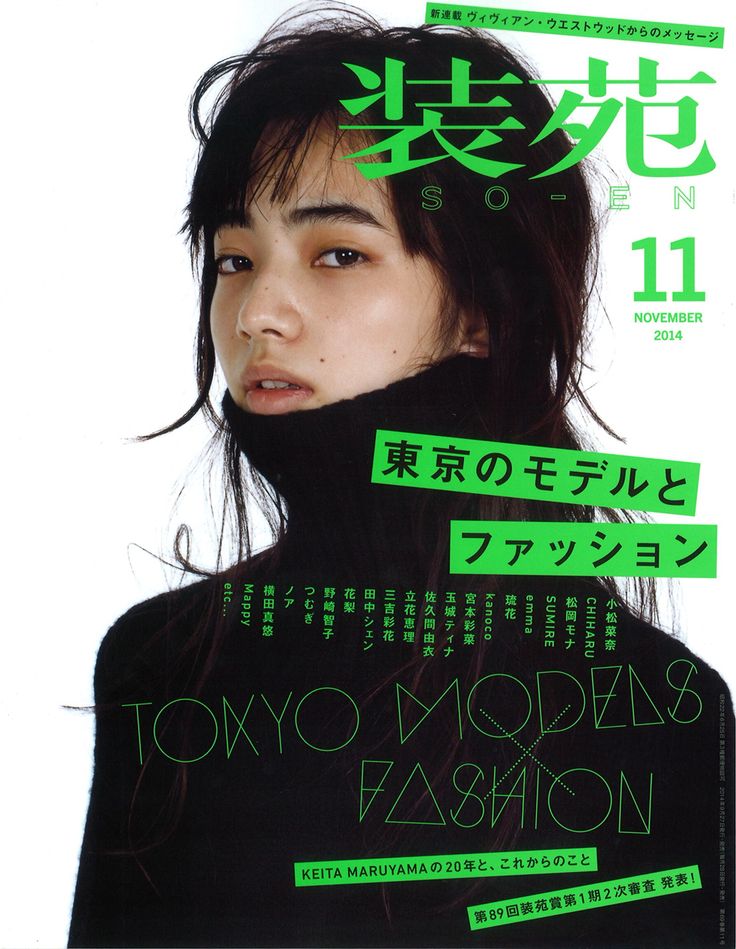 新連載 ヴィヴィアン・ウエストウッドからのメッセージ
装苑
SO-EN
11
NOVEMBER
2014
東京のモデルと
ファッション
小松菜奈
CHIHARU
松岡モナ
SUMIRE
emma
琉花
kanoco
宮本彩菜
玉城ティナ
佐久間由衣
立花恵理
三吉彩花
田中シェン
花梨
野崎智子
つむぎ
ノア
横田真悠
Mappy
etc...
TOKYO MODELS
×
FASHION
KEITA MARUYAMAの20年と、これからのこと
第89回装苑賞第1期2次審査 発表！